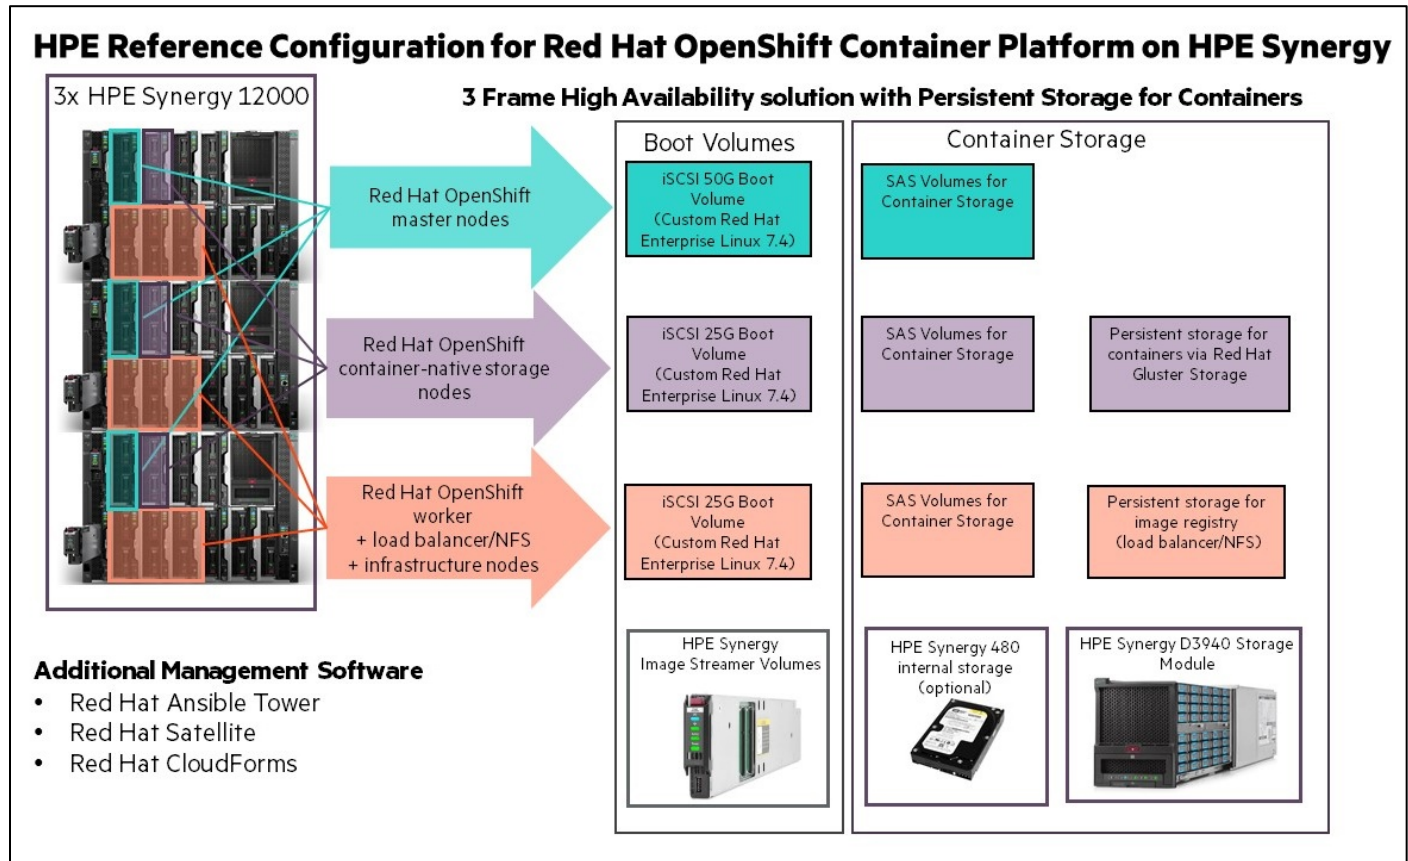 HPE Reference Configuration for Red Hat OpenShift Container Platform on HPE Synergy
3x HPE Synergy 12000
3 Frame High Availability solution with Persistent Storage for Containers
Red Hat OpenShift
master nodes
Red Hat OpenShift
container-native storage
nodes
Red Hat OpenShift
worker
+ load balancer/NFS
+ infrastructure nodes
Boot Volumes
iSCSI 50G Boot
Volume
(Custom Red Hat
Enterprise Linux 7.4)
iSCSI 25G Boot
Volume
(Custom Red Hat
Enterprise Linux 7.4)
iSCSI 25G Boot
Volume
(Custom Red Hat
Enterprise Linux 7.4)
HPE Synergy
Image Streamer Volumes
Container Storage
SAS Volumes for
Container Storage
SAS Volumes for
Container Storage
Persistent storage for
containers via Red Hat
Gluster Storage
SAS Volumes for
Container Storage
Persistent storage for
image registry
(load balancer/NFS)
HPE Synergy 480
internal storage
(optional)
HPE Synergy D3940 Storage
Module
Additional Management Software
• Red Hat Ansible Tower
• Red Hat Satellite
• Red Hat CloudForms